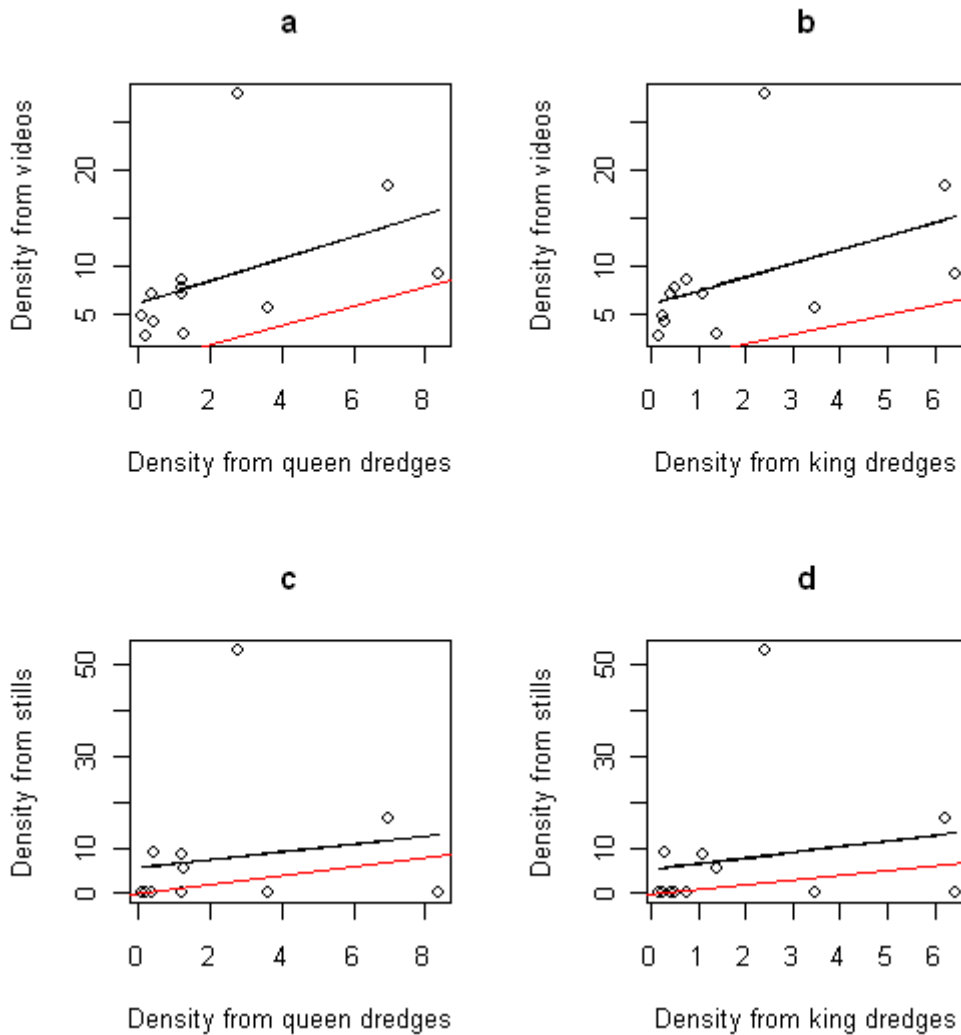 a
b
Density from videos
5 10 20
0 2 4 6 8
Density from queen dredges
Density from videos
5 10 20
0 1 2 3 4 5 6
Density from king dredges
c
d
Density from stills
0 10 30 50
0 2 4 6 8
Density from queen dredges
Density from stills
0 10 30 50
0 1 2 3 4 5 6
Density from king dredges